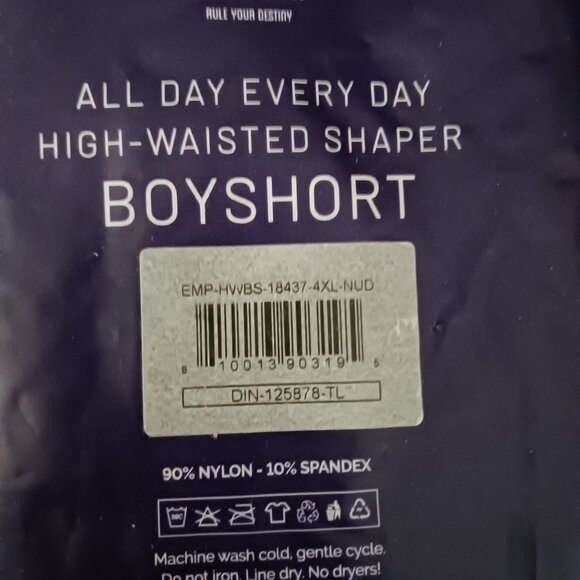 RULE YOUR DESTINY
ALL DAY EVERY DAY
HIGH-WAISTED SHAPER
BOYSHORT
EMP-HWBS-18437-4XL-NUD
8 10013 90319 6
DIN-125878-TL
90% NYLON - 10% SPANDEX
Machine wash cold, gentle cycle.
Do not iron. Line dry. No dryers!